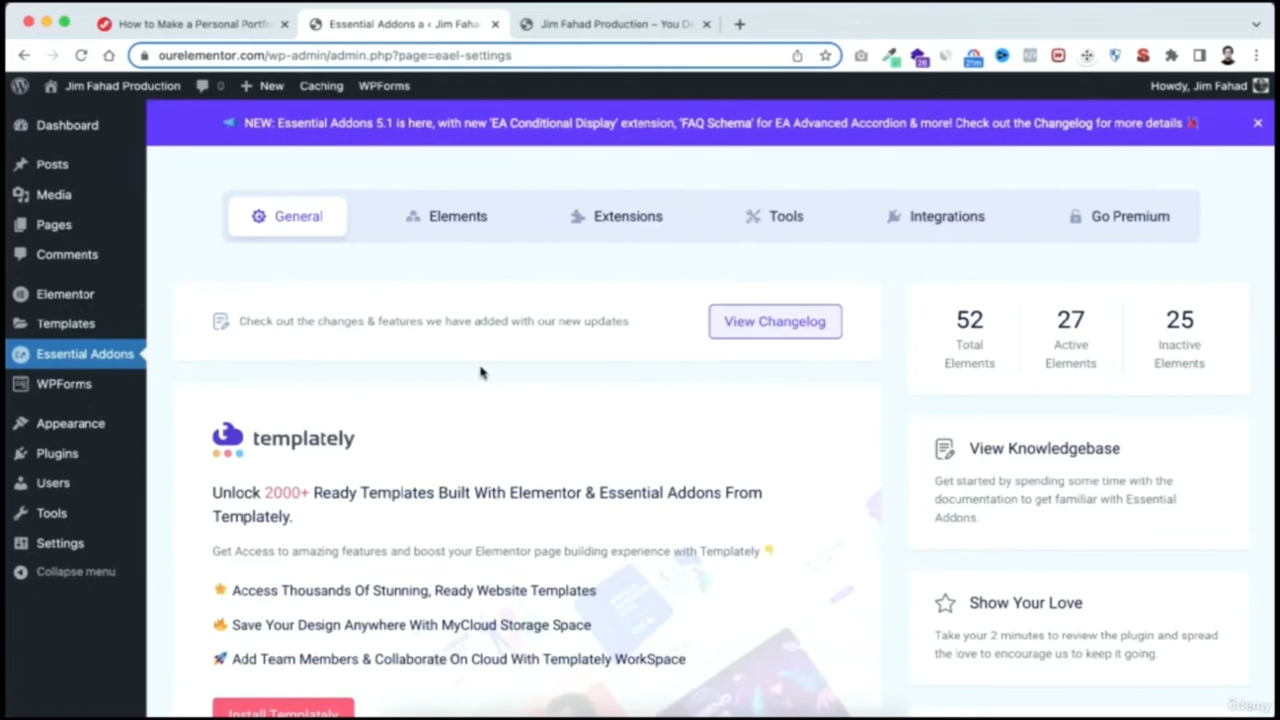 How to Make a Personal Portfo
Essential Addons a ‹ Jim Faha
Jim Fahad Production – You D
ourelementor.com/wp-admin/admin.php?page=eael-settings
26
21m
Jim Fahad Production
0
New
Caching
WPForms
Howdy, Jim Fahad
Dashboard
Posts
Media
Pages
Comments
Elementor
Templates
Essential Addons
WPForms
Appearance
Plugins
Users
Tools
Settings
Collapse menu
NEW: Essential Addons 5.1 is here, with new 'EA Conditional Display' extension, 'FAQ Schema' for EA Advanced Accordion & more! Check out the Changelog for more details
General
Elements
Extensions
Tools
Integrations
Go Premium
Check out the changes & features we have added with our new updates
View Changelog
52
27
25
Total
Active
Inactive
Elements
Elements
Elements
templately
Unlock 2000+ Ready Templates Built With Elementor & Essential Addons From
Templately.
Get Access to amazing features and boost your Elementor page building experience with Templately
Access Thousands Of Stunning, Ready Website Templates
Save Your Design Anywhere With MyCloud Storage Space
Add Team Members & Collaborate On Cloud With Templately WorkSpace
Install Templately
View Knowledgebase
Get started by spending some time with the
documentation to get familiar with Essential
Addons.
Show Your Love
Take your 2 minutes to review the plugin and spread
the love to encourage us to keep it going.
Udemy